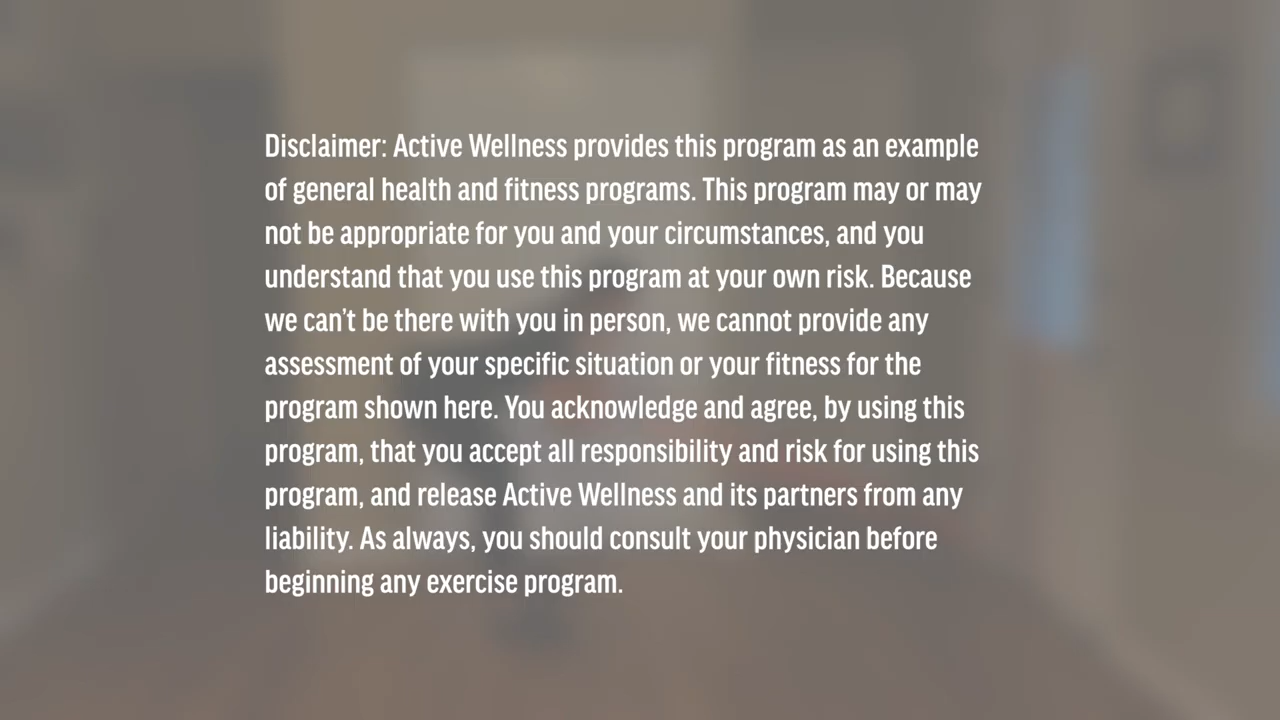 Disclaimer: Active Wellness provides this program as an example
of general health and fitness programs. This program may or may
not be appropriate for you and your circumstances, and you
understand that you use this program at your own risk. Because
we can’t be there with you in person, we cannot provide any
assessment of your specific situation or your fitness for the
program shown here. You acknowledge and agree, by using this
program, that you accept all responsibility and risk for using this
program, and release Active Wellness and its partners from any
liability. As always, you should consult your physician before
beginning any exercise program.